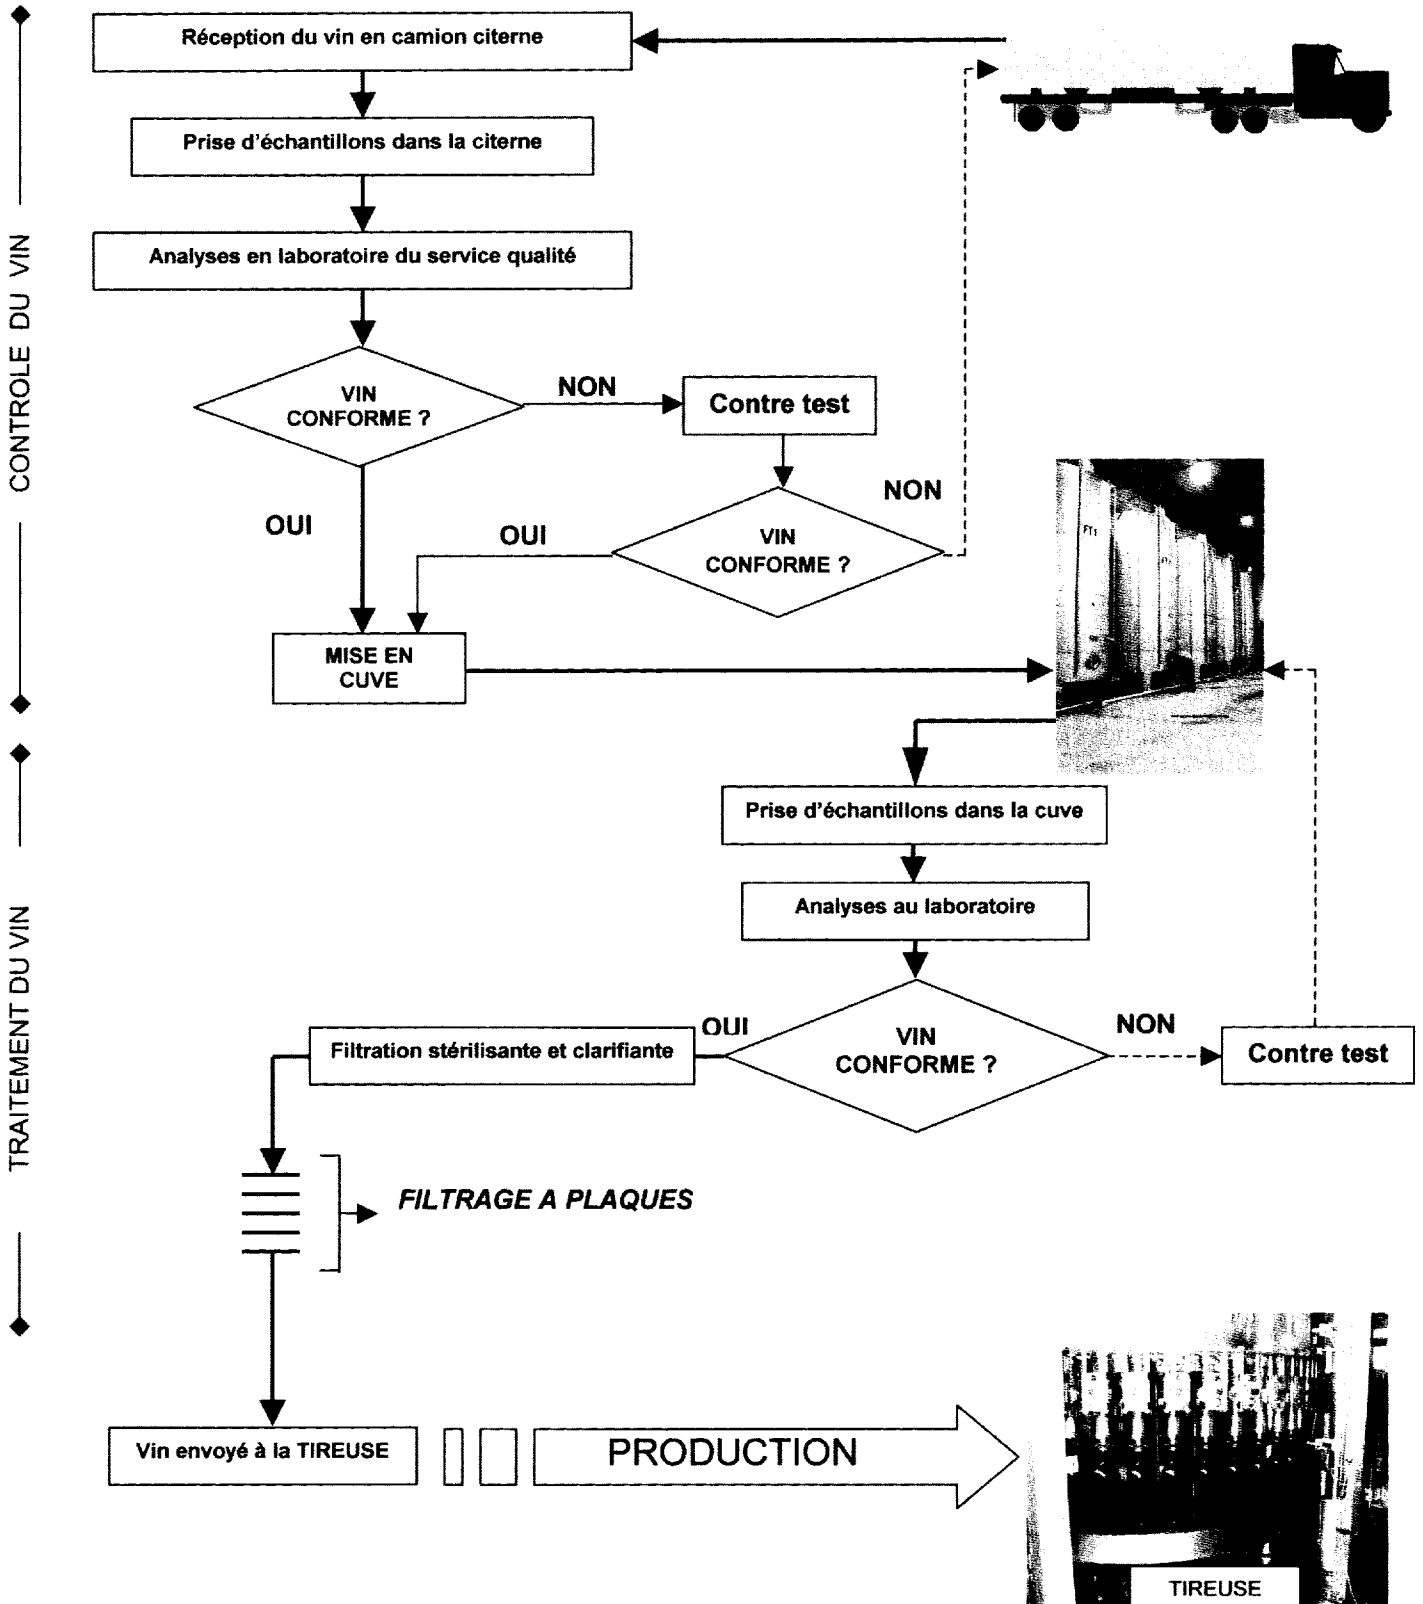 Réception du vin en camion citerne
Prise d'échantillons dans la citerne
Analyses en laboratoire du service qualité
CONTROLE DU VIN
VIN
CONFORME ?
NON
Contre test
OUI
VIN
CONFORME ?
NON
OUI
MISE EN
CUVE
FT1
Prise d'échantillons dans la cuve
Analyses au laboratoire
TRAITEMENT DU VIN
VIN
CONFORME ?
OUI
NON
Filtration stérilisante et clarifiante
Contre test
FILTRAGE A PLAQUES
Vin envoyé à la TIREUSE
PRODUCTION
TIREUSE